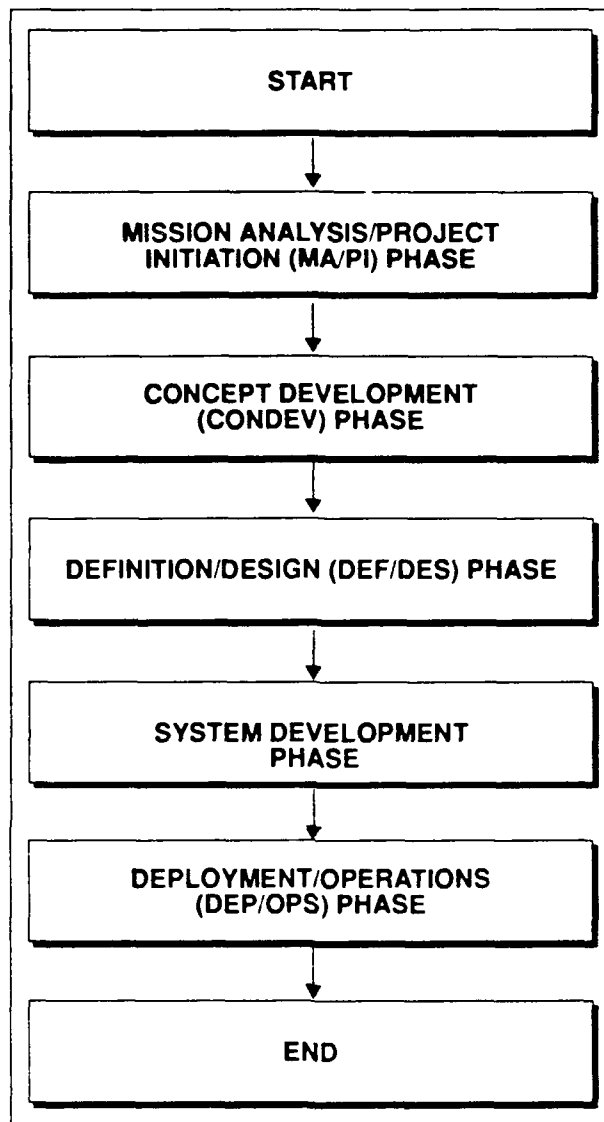 START
MISSION ANALYSIS/PROJECT
INITIATION (MA/PI) PHASE
CONCEPT DEVELOPMENT
(CONDEV) PHASE
DEFINITION/DESIGN (DEF/DES) PHASE
SYSTEM DEVELOPMENT
PHASE
DEPLOYMENT/OPERATIONS
(DEP/OPS) PHASE
END